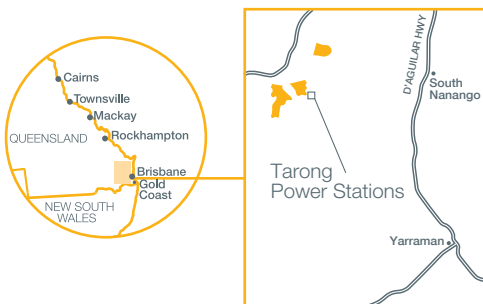 Cairns
Townsville
Mackay
QUEENSLAND
Rockhampton
Brisbane
Gold
Coast
NEW SOUTH
WALES
D'AGUILAR HWY
South
Nanango
Tarong
Power Stations
Yarraman